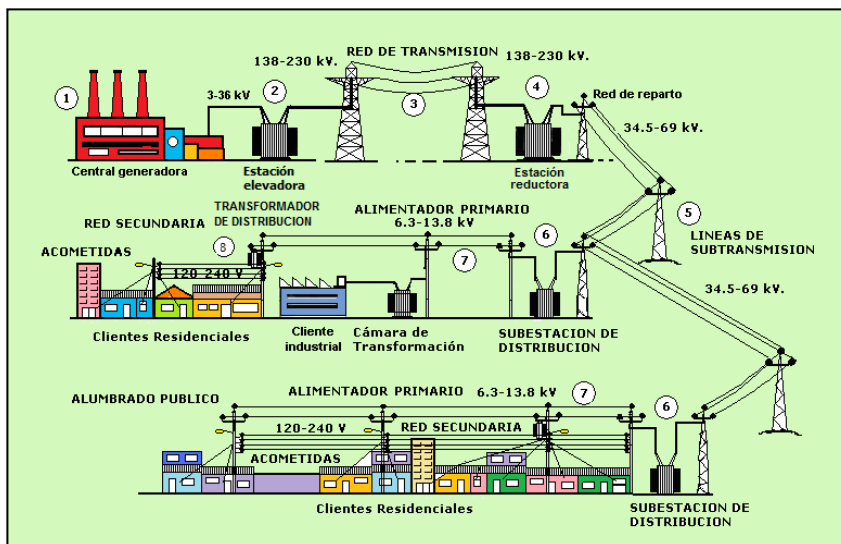 RED DE TRANSMISION
138-230 kV.
138-230 kV.
1
3-36 kV
2
3
4
Red de reparto
34.5-69 kV.
Central generadora
Estación
elevadora
Estación
reductora
TRANSFORMADOR
DE DISTRIBUCION
RED SECUNDARIA
ALIMENTADOR PRIMARIO
6.3-13.8 kV
5
LINEAS DE
SUBTRANSMISION
ACOMETIDAS
8
7
6
120-240 V
34.5-69 kV.
Clientes Residenciales
Cliente
industrial
Cámara de
Transformación
SUBESTACION DE
DISTRIBUCION
ALUMBRADO PUBLICO
ALIMENTADOR PRIMARIO 6.3-13.8 kV
7
6
120-240 V
RED SECUNDARIA
ACOMETIDAS
Clientes Residenciales
SUBESTACION DE
DISTRIBUCION